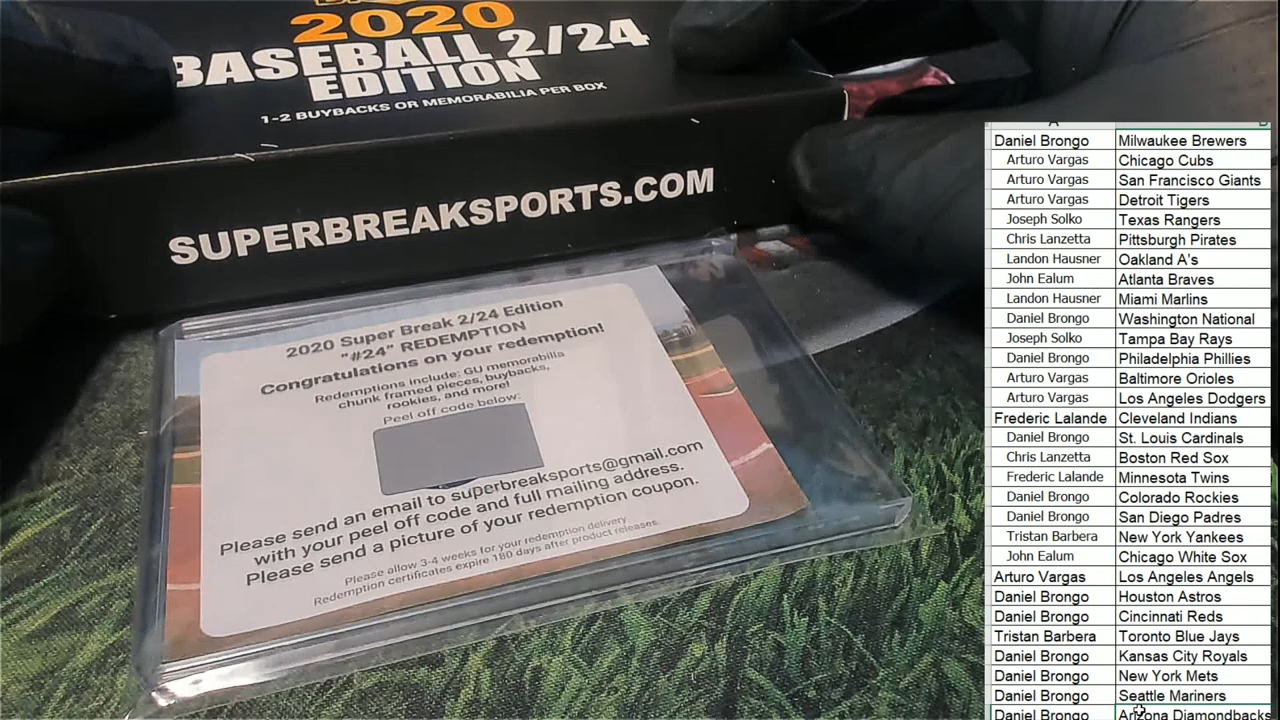 2020
BASEBALL 2/24
EDITION
1-2 BUYBACKS OR MEMORABILIA PER BOX
SUPERBREAKSPORTS.COM
2020 Super Break 2/24 Edition
"#24" REDEMPTION
Congratulations on your redemption!
Redemptions include: GU memorabilia
chunk framed pieces, buybacks,
rookies, and more!
Peel off code below:
Please send an email to superbreaksports@gmail.com
with your peel off code and full mailing address.
Please send a picture of your redemption coupon.
Please allow 3-4 weeks for your redemption delivery
Redemption certificates expire 180 days after product releases.
Daniel Brongo Milwaukee Brewers
Arturo Vargas Chicago Cubs
Arturo Vargas San Francisco Giants
Arturo Vargas Detroit Tigers
Joseph Solko Texas Rangers
Chris Lanzetta Pittsburgh Pirates
Landon Hausner Oakland A's
John Ealum Atlanta Braves
Landon Hausner Miami Marlins
Daniel Brongo Washington National
Joseph Solko Tampa Bay Rays
Daniel Brongo Philadelphia Phillies
Arturo Vargas Baltimore Orioles
Arturo Vargas Los Angeles Dodgers
Frederic Lalande Cleveland Indians
Daniel Brongo St. Louis Cardinals
Chris Lanzetta Boston Red Sox
Frederic Lalande Minnesota Twins
Daniel Brongo Colorado Rockies
Daniel Brongo San Diego Padres
Tristan Barbera New York Yankees
John Ealum Chicago White Sox
Arturo Vargas Los Angeles Angels
Daniel Brongo Houston Astros
Daniel Brongo Cincinnati Reds
Tristan Barbera Toronto Blue Jays
Daniel Brongo Kansas City Royals
Daniel Brongo New York Mets
Daniel Brongo Seattle Mariners
Daniel Brongo Arizona Diamondbacks